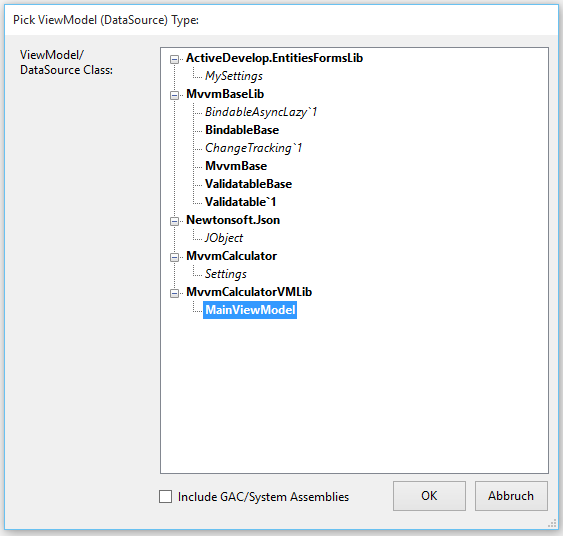 Pick ViewModel (DataSource) Type:
ViewModel/
DataSource Class:
ActiveDevelop.EntitiesFormsLib
MySettings
MvvmBaseLib
BindableAsyncLazy`1
BindableBase
ChangeTracking`1
MvvmBase
ValidatableBase
Validatable`1
Newtonsoft.Json
JObject
MvvmCalculator
Settings
MvvmCalculatorVMLib
MainViewModel
Include GAC/System Assemblies
OK
Abbruch